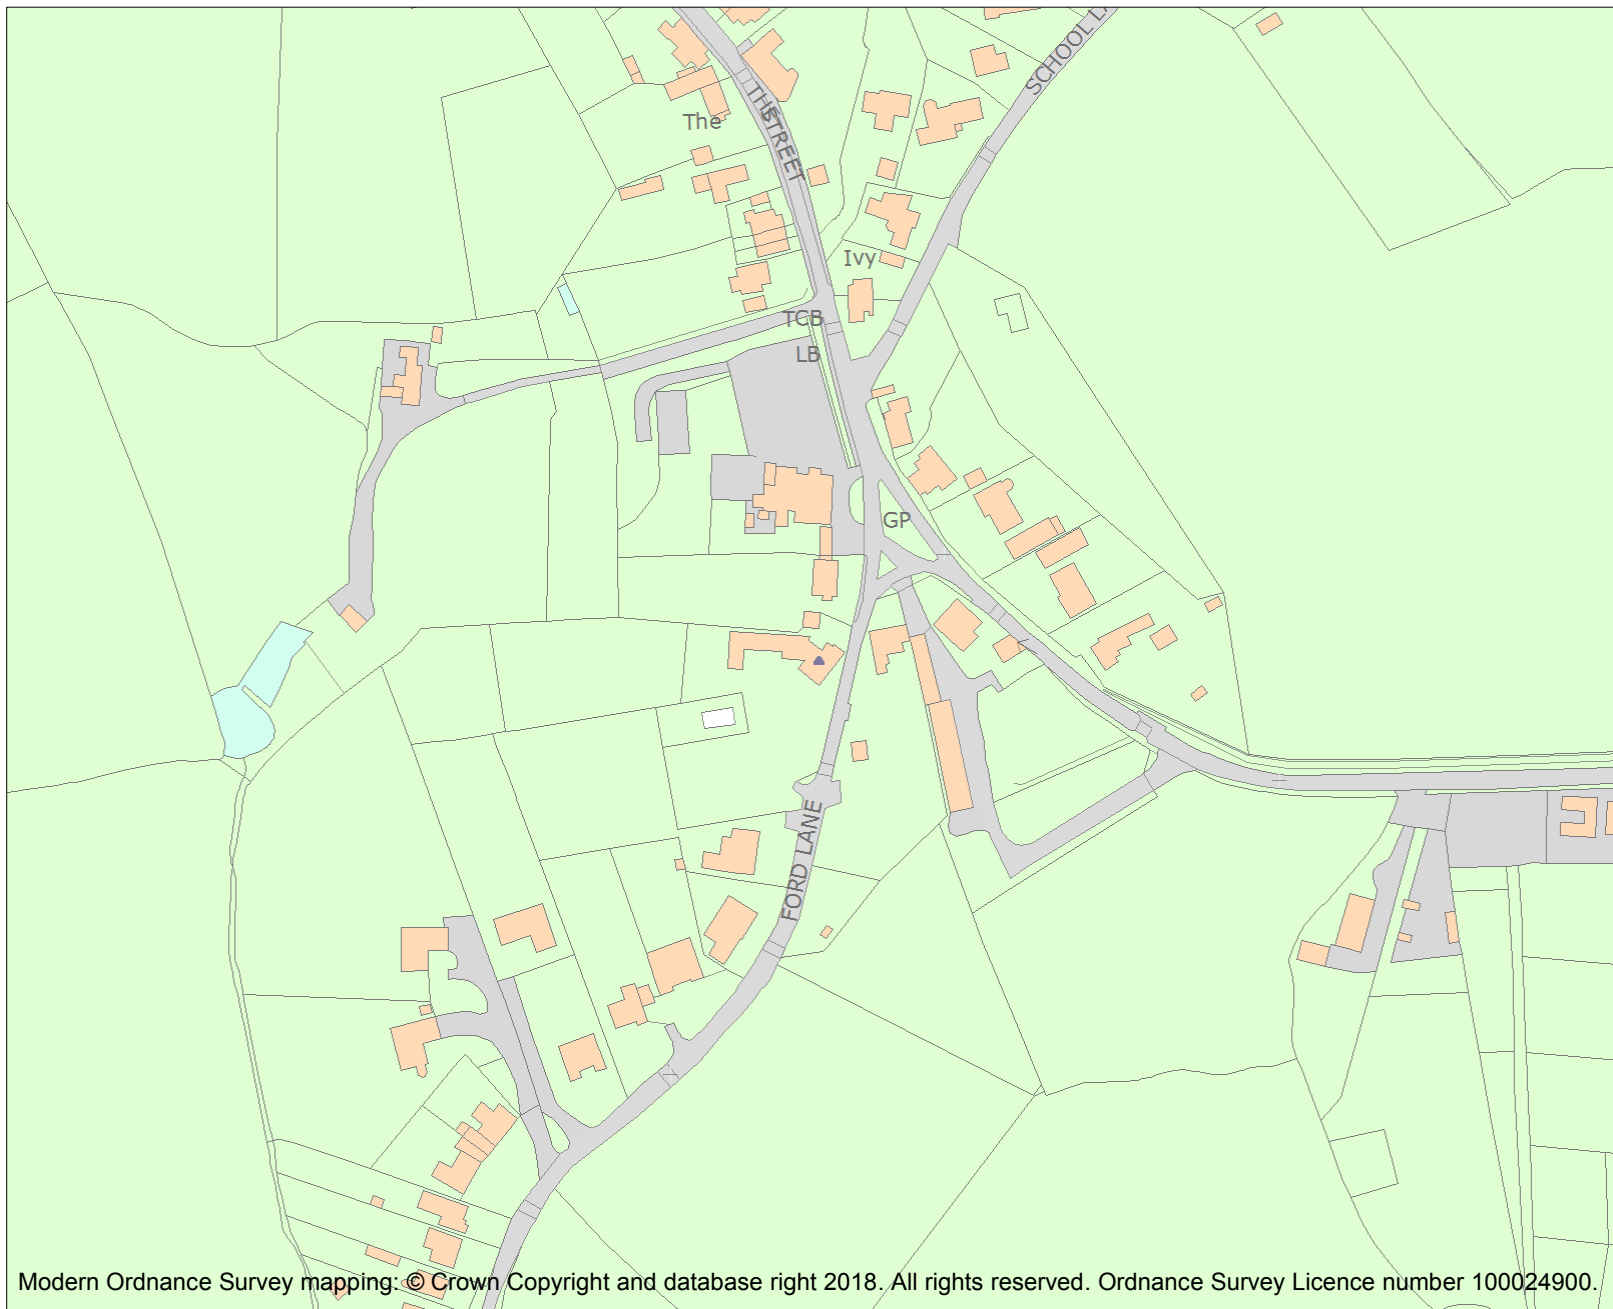 SCHOOL LA
THE STREET
The
Ivy
TCB
LB
GP
FORD LANE
Modern Ordnance Survey mapping: © Crown Copyright and database right 2018. All rights reserved. Ordnance Survey Licence number 100024900.